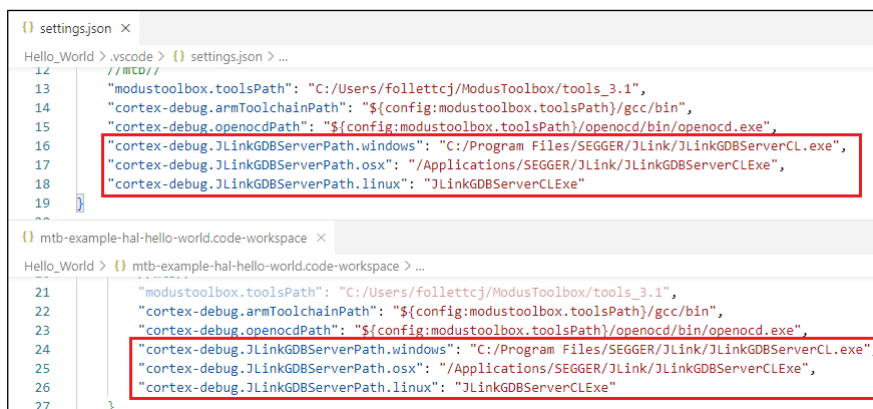 {} settings.json ×
Hello_World > .vscode > {} settings.json > ...
12 //mtb//
13 "modustoolbox.toolsPath": "C:/Users/follettcj/ModusToolbox/tools_3.1",
14 "cortex-debug.armToolchainPath": "${config:modustoolbox.toolsPath}/gcc/bin",
15 "cortex-debug.openocdPath": "${config:modustoolbox.toolsPath}/openocd/bin/openocd.exe",
16 "cortex-debug.JLinkGDBServerPath.windows": "C:/Program Files/SEGGER/JLink/JLinkGDBServerCL.exe",
17 "cortex-debug.JLinkGDBServerPath.osx": "/Applications/SEGGER/JLink/JLinkGDBServerCLExe",
18 "cortex-debug.JLinkGDBServerPath.linux": "JLinkGDBServerCLExe"
19 }
{} mtb-example-hal-hello-world.code-workspace ×
Hello_World > {} mtb-example-hal-hello-world.code-workspace > ...
21 "modustoolbox.toolsPath": "C:/Users/follettcj/ModusToolbox/tools_3.1",
22 "cortex-debug.armToolchainPath": "${config:modustoolbox.toolsPath}/gcc/bin",
23 "cortex-debug.openocdPath": "${config:modustoolbox.toolsPath}/openocd/bin/openocd.exe",
24 "cortex-debug.JLinkGDBServerPath.windows": "C:/Program Files/SEGGER/JLink/JLinkGDBServerCL.exe",
25 "cortex-debug.JLinkGDBServerPath.osx": "/Applications/SEGGER/JLink/JLinkGDBServerCLExe",
26 "cortex-debug.JLinkGDBServerPath.linux": "JLinkGDBServerCLExe"
27 }